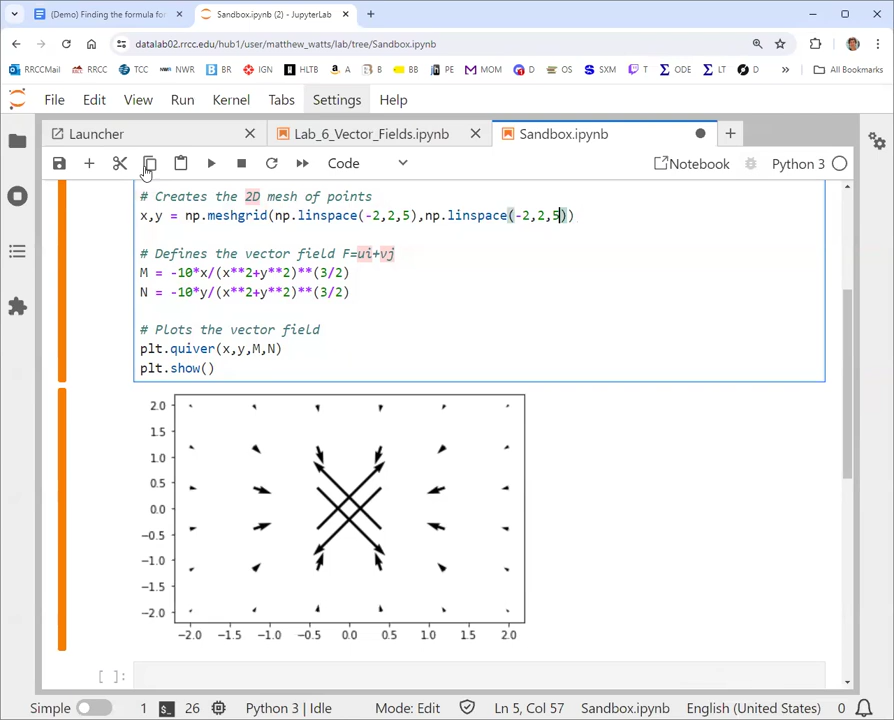 (Demo) Finding the formula for
Sandbox.ipynb (2) - JupyterLab
datalab02.rrcc.edu/hub1/user/matthew_watts/lab/tree/Sandbox.ipynb
RRCCMail RRCC TCC NWR BR IGN HLTB A PE MOM D OS SXM T ODE LT D All Bookmarks
File Edit View Run Kernel Tabs Settings Help
Launcher Lab_6_Vector_Fields.ipynb Sandbox.ipynb
Code Notebook Python 3
# Creates the 2D mesh of points
x,y = np.meshgrid(np.linspace(-2,2,5),np.linspace(-2,2,5))
# Defines the vector field F=ui+vj
M = -10*x/(x**2+y**2)**(3/2)
N = -10*y/(x**2+y**2)**(3/2)
# Plots the vector field
plt.quiver(x,y,M,N)
plt.show()
2.0
1.5
1.0
0.5
0.0
−0.5
−1.0
−1.5
−2.0
−2.0 −1.5 −1.0 −0.5 0.0 0.5 1.0 1.5 2.0
[ ]:
Simple 1 26 Python 3 | Idle Mode: Edit Ln 5, Col 57 Sandbox.ipynb English (United States) 0